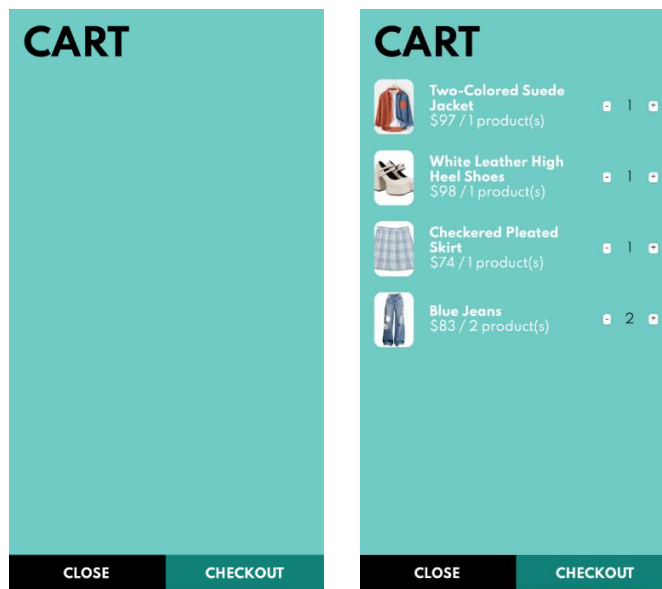 CART
CLOSE
CHECKOUT
CART
Two-Colored Suede
Jacket
$97 / 1 product(s)
- 1 +
White Leather High
Heel Shoes
$98 / 1 product(s)
- 1 +
Checkered Pleated
Skirt
$74 / 1 product(s)
- 1 +
Blue Jeans
$83 / 2 product(s)
- 2 +
CLOSE
CHECKOUT